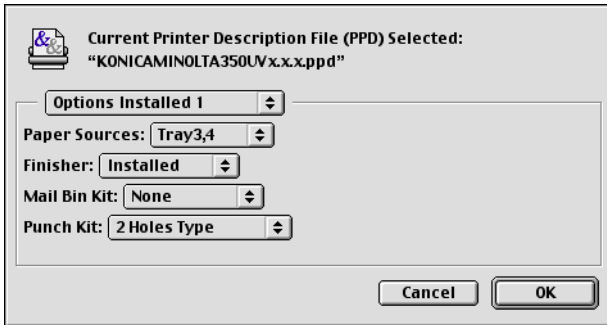 Current Printer Description File (PPD) Selected:
“KONICAMINOLTA350UVx.x.x.ppd”
Options Installed 1
Paper Sources: Tray3,4
Finisher: Installed
Mail Bin Kit: None
Punch Kit: 2 Holes Type
Cancel OK